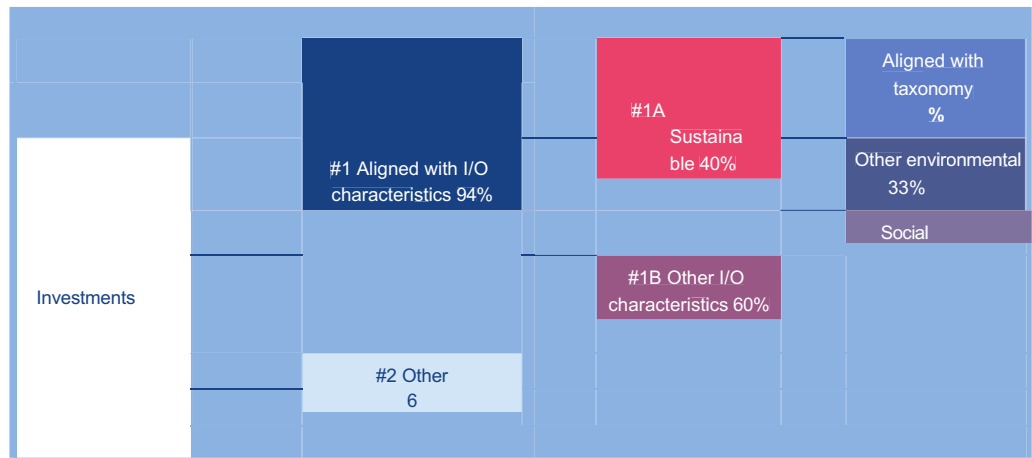 Investments
#1 Aligned with I/O
characteristics 94%
#2 Other
6
#1A
Sustaina
ble 40%
#1B Other I/O
characteristics 60%
Aligned with
taxonomy
%
Other environmental
33%
Social